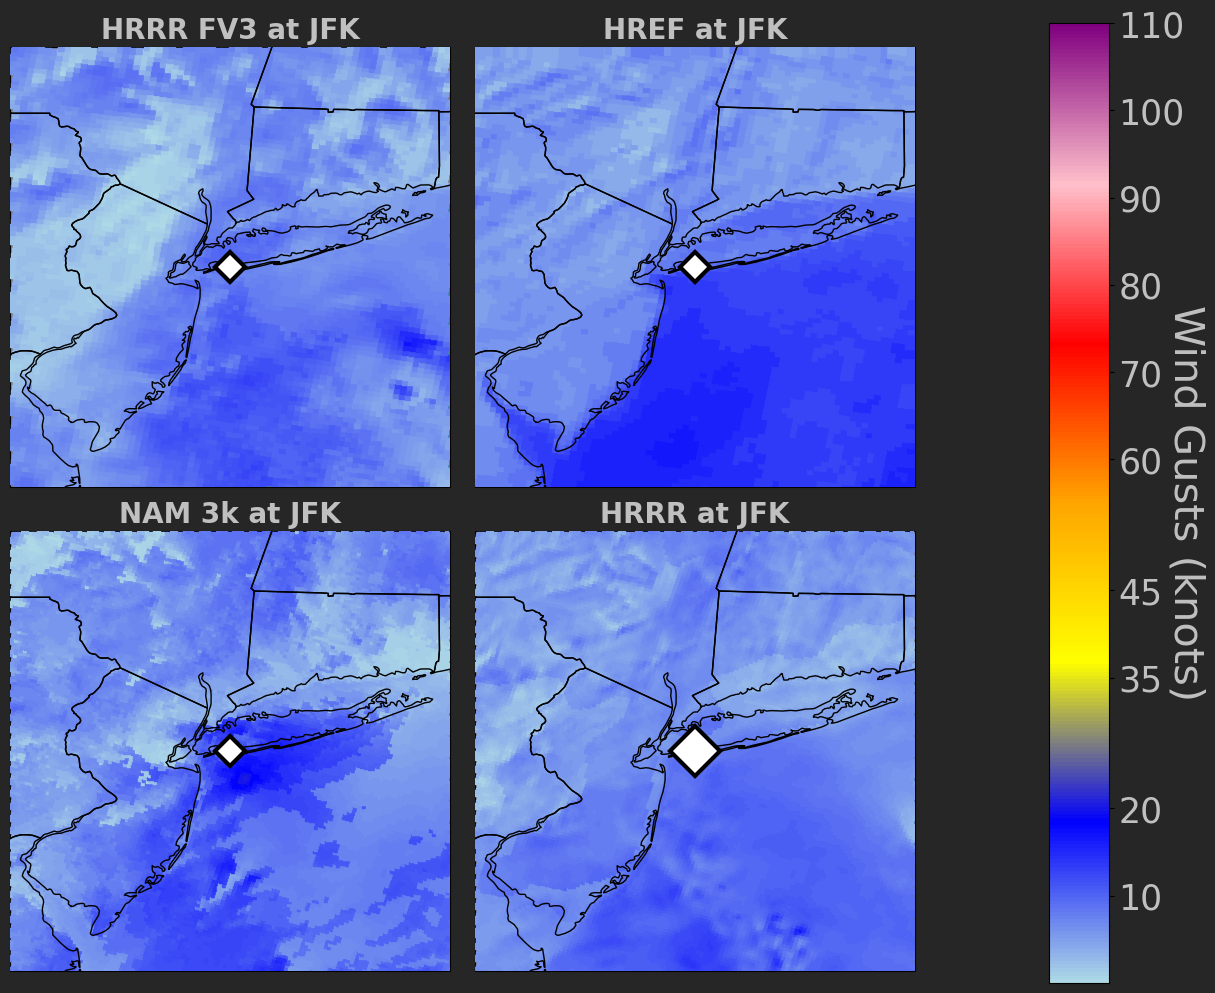 HRRR FV3 at JFK
HREF at JFK
NAM 3k at JFK
HRRR at JFK
110
100
90
80
70
60
45
35
20
10
Wind Gusts (knots)